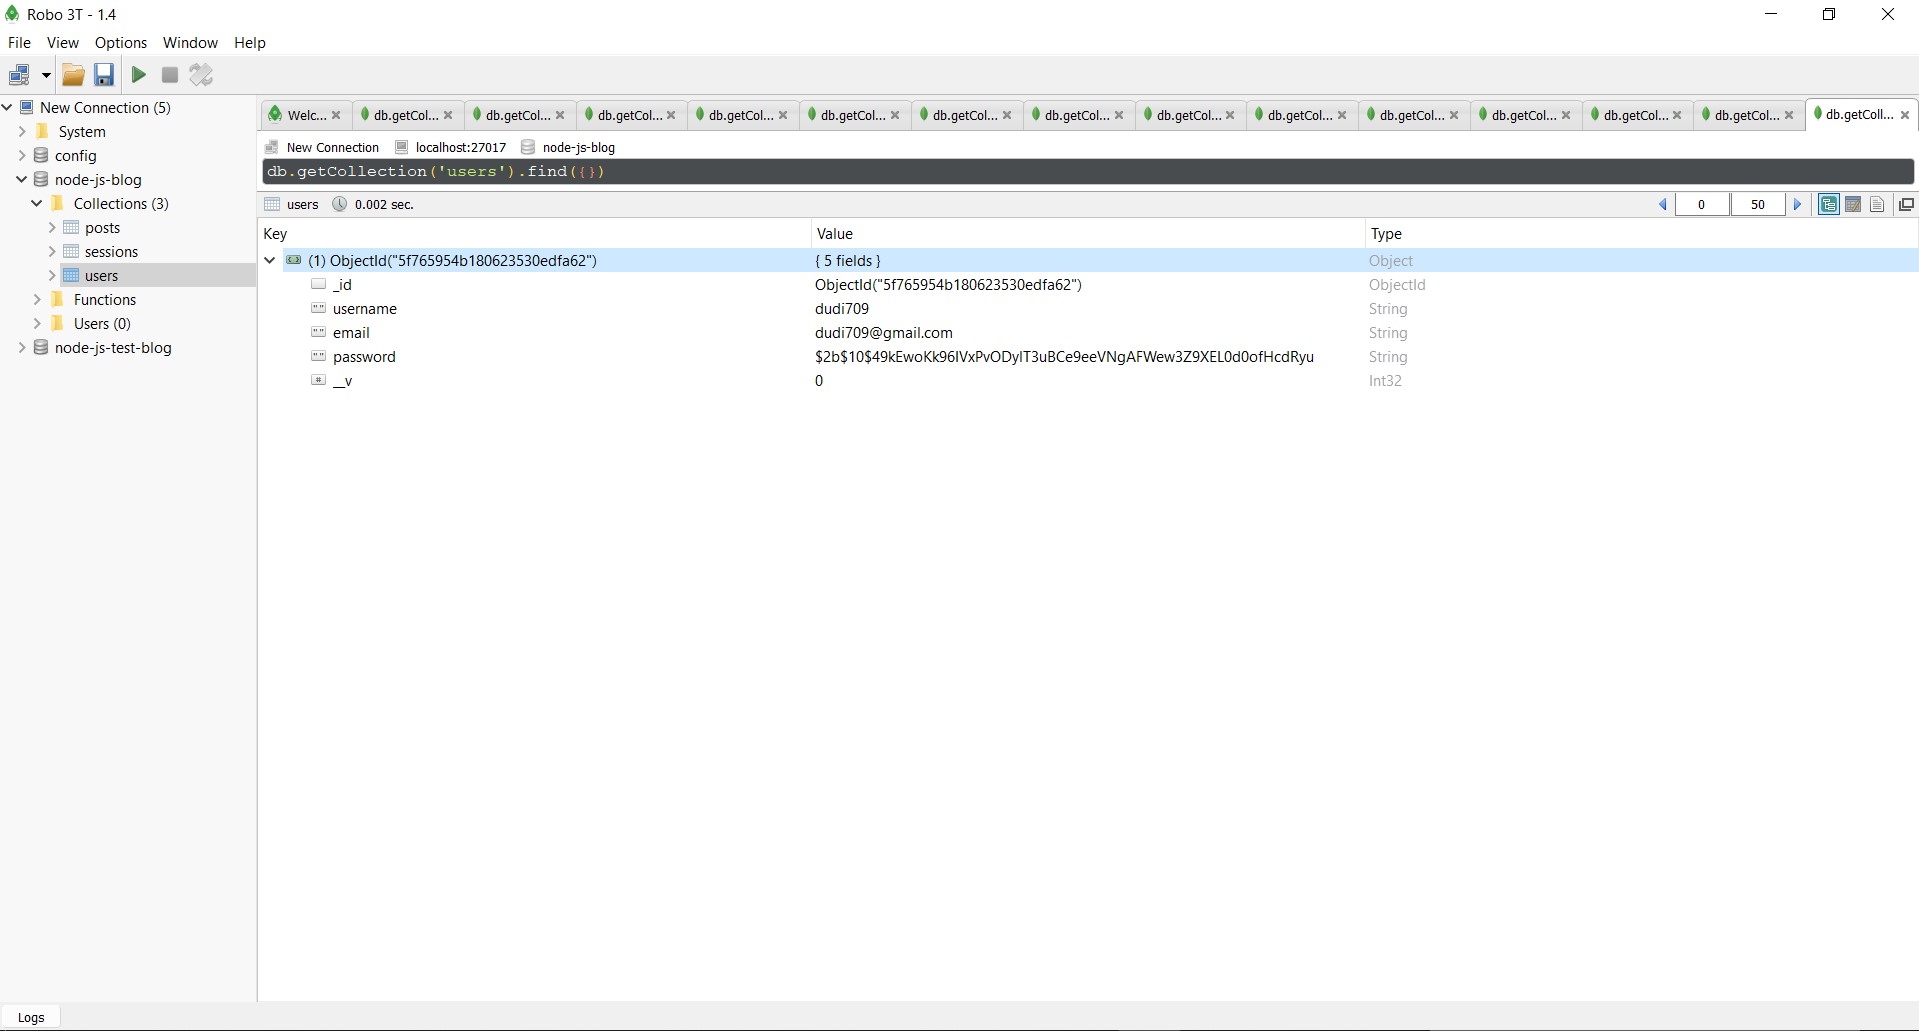 Robo 3T - 1.4
File View Options Window Help
New Connection (5)
System
config
node-js-blog
Collections (3)
posts
sessions
users
Functions
Users (0)
node-js-test-blog
Welc... db.getCol... db.getCol... db.getCol... db.getCol... db.getCol... db.getCol... db.getCol... db.getCol... db.getCol... db.getCol... db.getCol... db.getCol... db.getCol... db.getColl...
New Connection localhost:27017 node-js-blog
db.getCollection('users').find({})
users 0.002 sec. 0 50
Key Value Type
(1) ObjectId("5f765954b180623530edfa62") { 5 fields } Object
_id ObjectId("5f765954b180623530edfa62") ObjectId
username dudi709 String
email dudi709@gmail.com String
password $2b$10$49kEwoKk96IVxPvODyIT3uBCe9eeVNgAFWew3Z9XEL0d0ofHcdRyu String
__v 0 Int32
Logs